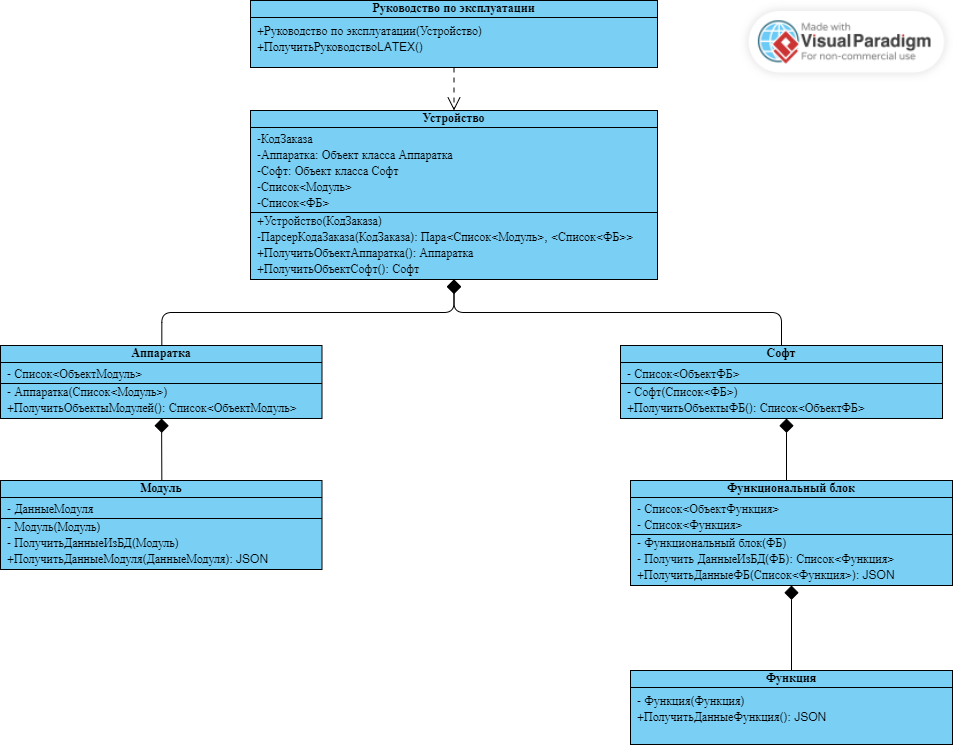 Руководство по эксплуатации
+Руководство по эксплуатации(Устройство)
+ПолучитьРуководствоLATEX()
Made with
VisualParadigm
For non-commercial use
Устройство
-КодЗаказа
-Аппаратка: Объект класса Аппаратка
-Софт: Объект класса Софт
-Список<Модуль>
-Список<ФБ>
+Устройство(КодЗаказа)
-ПарсерКодаЗаказа(КодЗаказа): Пара<Список<Модуль>, <Список<ФБ>>
+ПолучитьОбъектАппаратка(): Аппаратка
+ПолучитьОбъектСофт(): Софт
Аппаратка
- Список<ОбъектМодуль>
- Аппаратка(Список<Модуль>)
+ПолучитьОбъектыМодулей(): Список<ОбъектМодуль>
Софт
- Список<ОбъектФБ>
- Софт(Список<ФБ>)
+ПолучитьОбъектыФБ(): Список<ОбъектФБ>
Модуль
- ДанныеМодуля
- Модуль(Модуль)
- ПолучитьДанныеИзБД(Модуль)
+ПолучитьДанныеМодуля(ДанныеМодуля): JSON
Функциональный блок
- Список<ОбъектФункция>
- Список<Функция>
- Функциональный блок(ФБ)
- Получить ДанныеИзБД(ФБ): Список<Функция>
+ПолучитьДанныеФБ(Список<Функция>): JSON
Функция
- Функция(Функция)
+ПолучитьДанныеФункция(): JSON